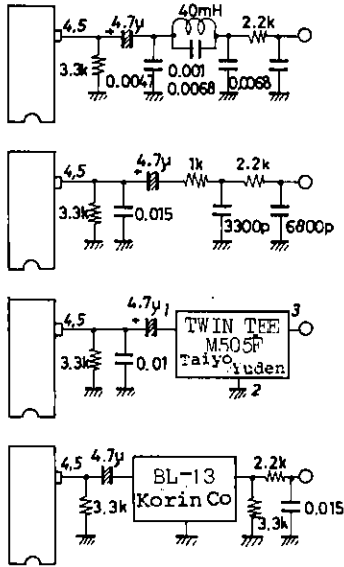 40mH
4,5
4.7μ
2.2k
+
3.3k
0.0047
0.001
0.0068
0.0068
4.7μ
4,5
+
1k
2.2k
3.3k
0.015
3300p
6800p
4.7μ
4,5
+
1
3
TWIN TEE
M505F
Taiyo
Yuden
3.3k
0.01
2
4,5
4.7μ
2.2k
BL-13
Korin Co
3.3k
3.3k
0.015